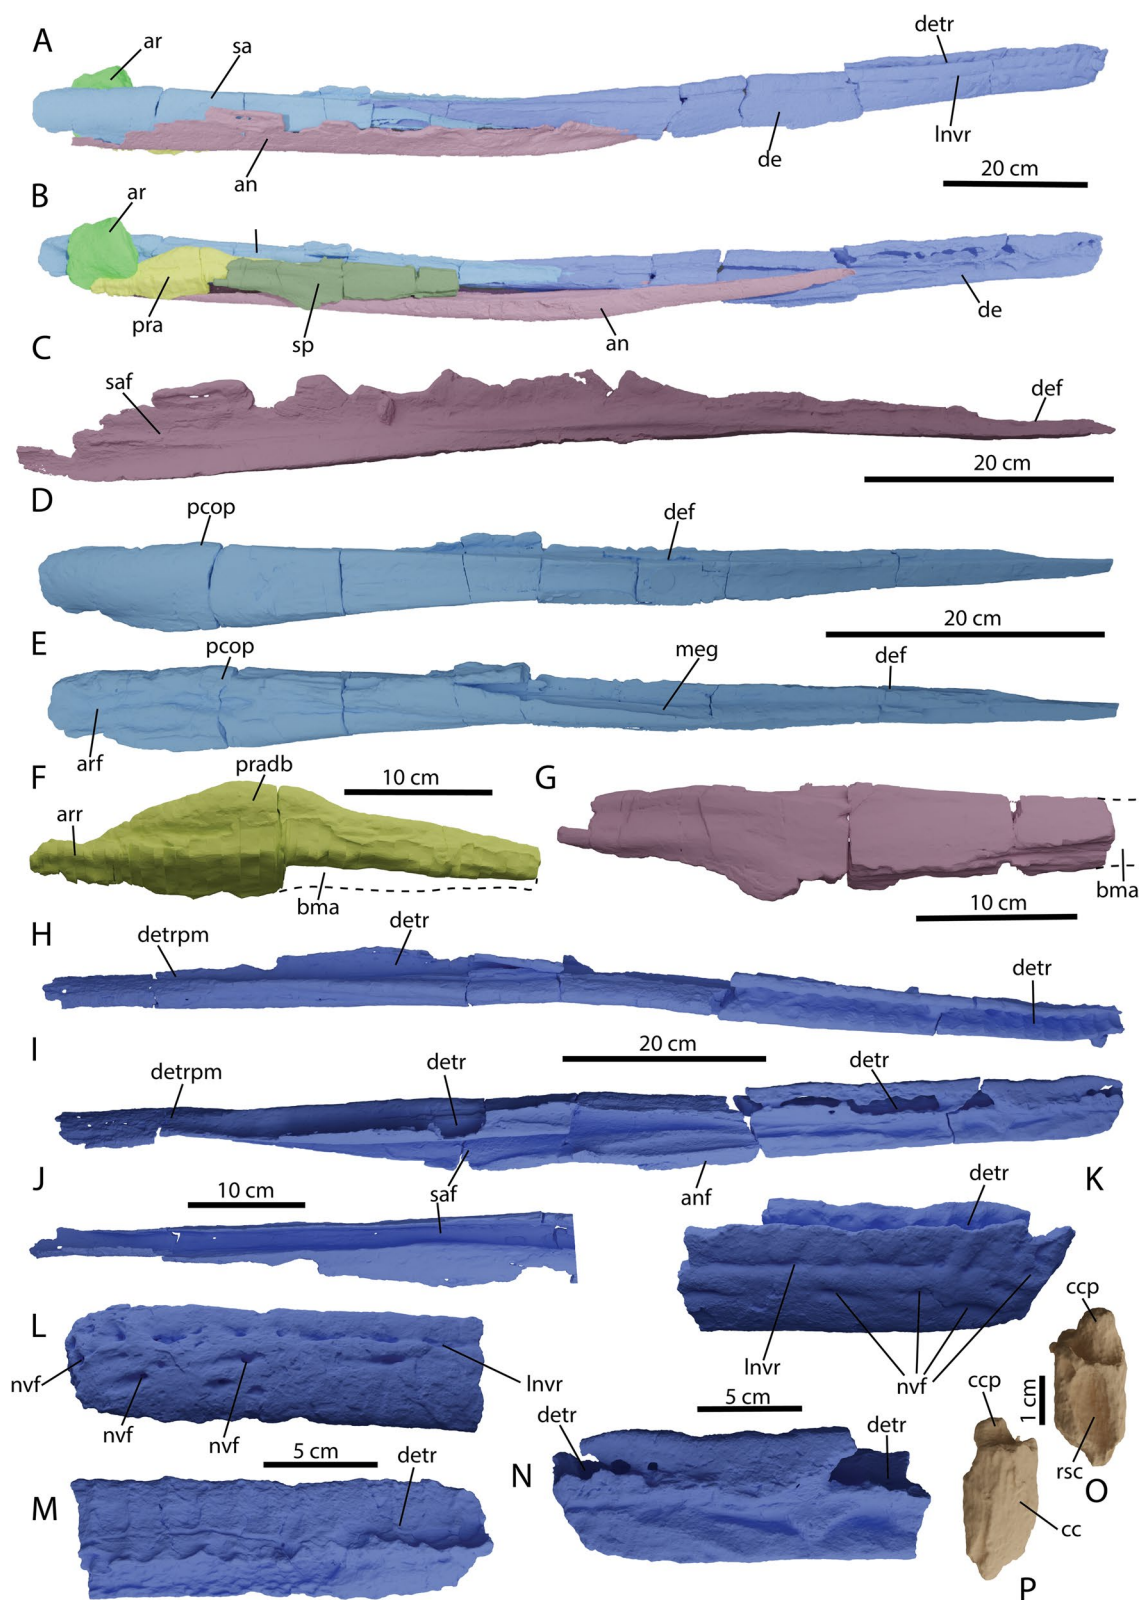 A
ar
sa
detr
lnvr
de
an
20 cm
B
ar
pra
sp
an
de
C
saf
def
20 cm
D
pcop
def
20 cm
E
pcop
meg
def
arf
F
pradb
10 cm
arr
bma
G
bma
10 cm
H
detrpm
detr
detr
I
20 cm
detrpm
detr
detr
saf
anf
J
10 cm
K
detr
lnvr
nvf
L
nvf
nvf
nvf
lnvr
5 cm
M
detr
5 cm
N
detr
detr
ccp
1 cm
rsc
O
ccp
cc
P